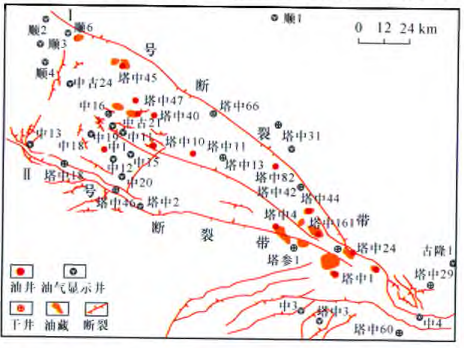 I
顺1
顺2
顺6
顺3
顺4
号
0 12 24 km
塔中45
中古24
断
塔中47
中16
塔中40
塔中66
中古21
中19
中11
裂
塔中31
中13
中1
塔中10
塔中11
中18
中15
塔中13
II
塔中18
中12
塔中82
号
中20
塔中42
塔中44
塔中46
塔中2
塔中4
塔中161
带
断
裂
带
塔中24
塔参1
古隆1
塔中1
塔中29
油井
油气显示井
中3
塔中3
中4
干井
油藏
断裂
塔中60